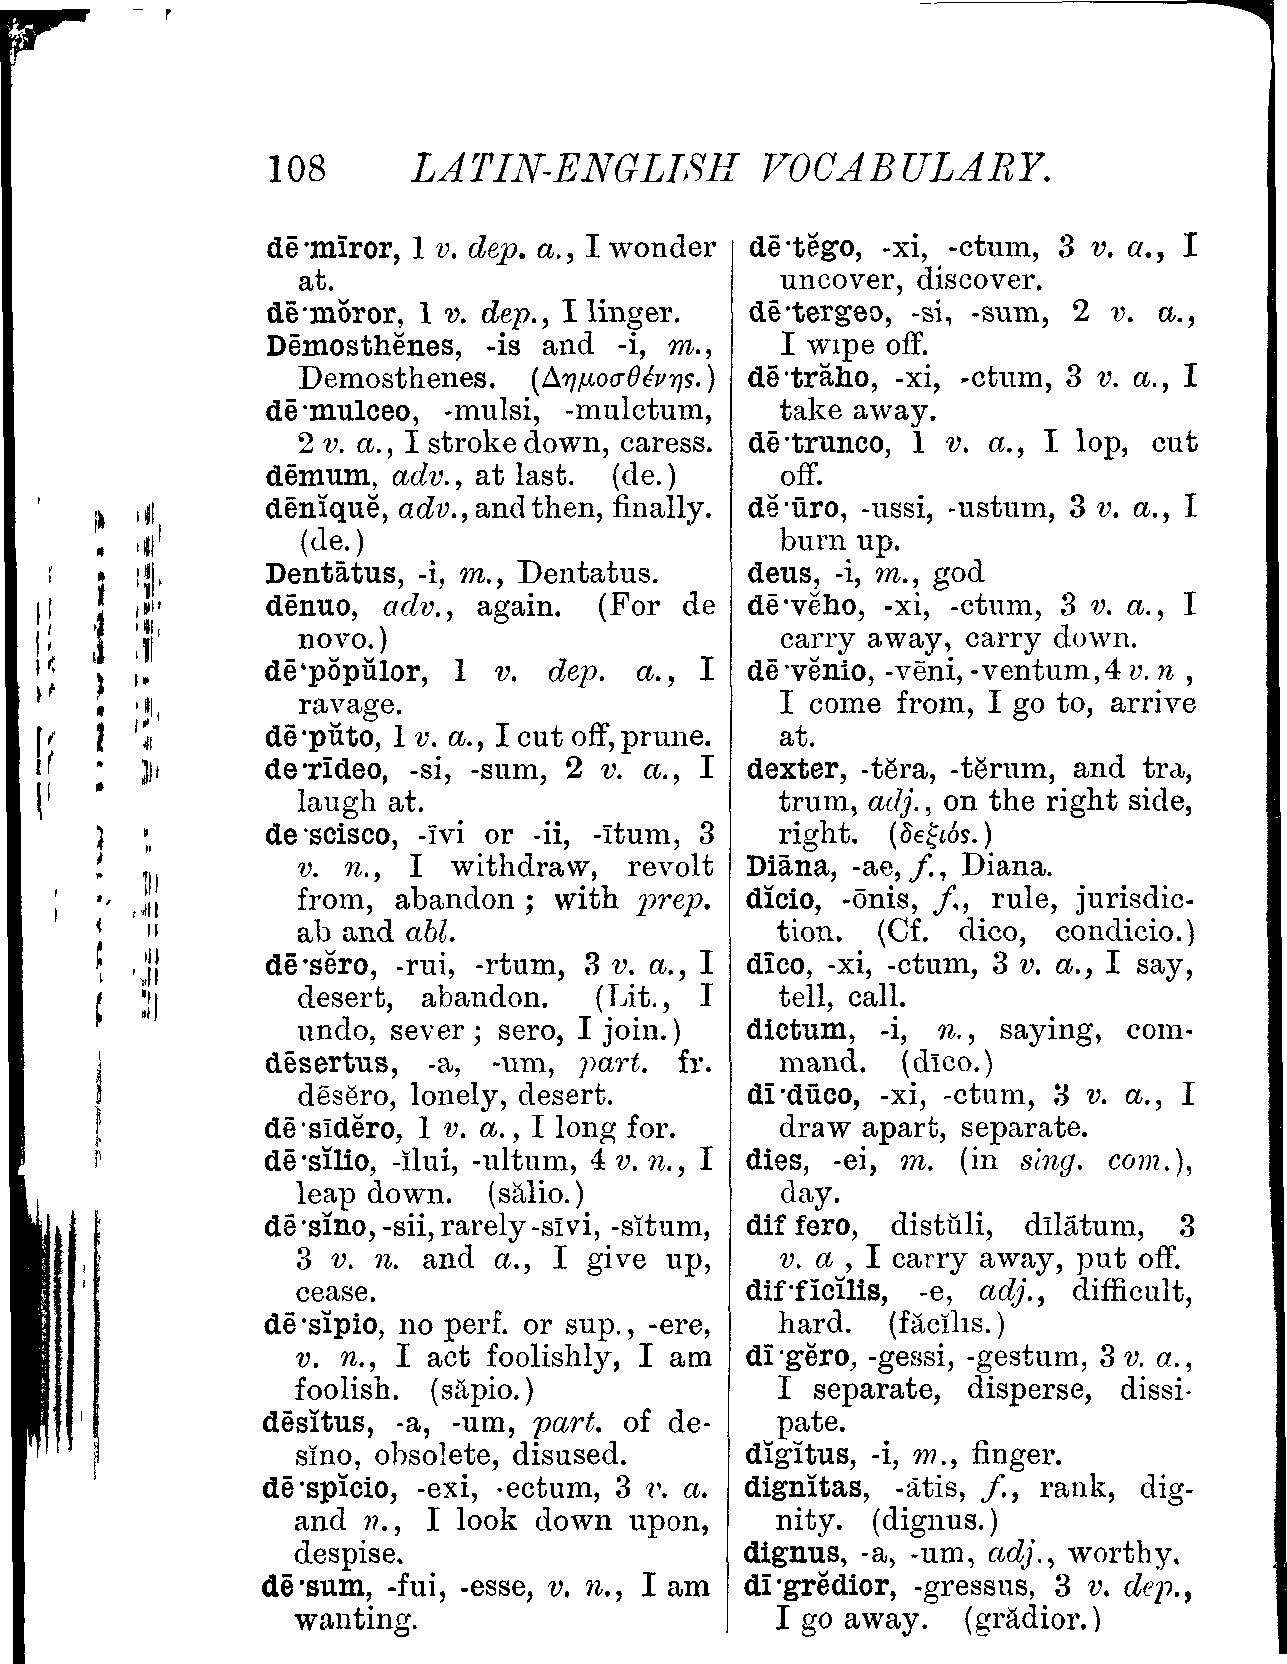 108 LATIN-ENGLISH VOCABULARY.
dē·mīror, 1 v. dep. a., I wonder
at.
dē·mŏror, 1 v. dep., I linger.
Dēmosthĕnes, -is and -i, m.,
Demosthenes. (Δημοσθένης.)
dē·mulceo, -mulsi, -mulctum,
2 v. a., I stroke down, caress.
dēmum, adv., at last. (de.)
dēnĭquĕ, adv., and then, finally.
(de.)
Dentātus, -i, m., Dentatus.
dēnuo, adv., again. (For de
novo.)
dē·pŏpŭlor, 1 v. dep. a., I
ravage.
dē·pŭto, 1 v. a., I cut off, prune.
de·rīdeo, -si, -sum, 2 v. a., I
laugh at.
de·scisco, -īvi or -ii, -ītum, 3
v. n., I withdraw, revolt
from, abandon; with prep.
ab and abl.
dē·sĕro, -rui, -rtum, 3 v. a., I
desert, abandon. (Lit., I
undo, sever; sero, I join.)
dēsertus, -a, -um, part. fr.
dēsĕro, lonely, desert.
dē·sīdĕro, 1 v. a., I long for.
dē·sĭlio, -ĭlui, -ultum, 4 v. n., I
leap down. (sălio.)
dē·sĭno, -sii, rarely -sīvi, -sĭtum,
3 v. n. and a., I give up,
cease.
dē·sĭpio, no perf. or sup., -ere,
v. n., I act foolishly, I am
foolish. (săpio.)
dēsĭtus, -a, -um, part. of de-
sĭno, obsolete, disused.
dē·spĭcio, -exi, -ectum, 3 v. a.
and n., I look down upon,
despise.
dē·sum, -fui, -esse, v. n., I am
wanting.
dē·tĕgo, -xi, -ctum, 3 v. a., I
uncover, discover.
dē·tergeo, -si, -sum, 2 v. a.,
I wipe off.
dē·trăho, -xi, -ctum, 3 v. a., I
take away.
dē·trunco, 1 v. a., I lop, cut
off.
dĕ·ūro, -ussi, -ustum, 3 v. a., I
burn up.
deus, -i, m., god
dē·vĕho, -xi, -ctum, 3 v. a., I
carry away, carry down.
dē·vĕnio, -vēni, -ventum, 4 v. n ,
I come from, I go to, arrive
at.
dexter, -tĕra, -tĕrum, and tra,
trum, adj., on the right side,
right. (δεξιός.)
Diāna, -ae, f., Diana.
dĭcio, -ōnis, f., rule, jurisdic-
tion. (Cf. dico, condicio.)
dīco, -xi, -ctum, 3 v. a., I say,
tell, call.
dictum, -i, n., saying, com-
mand. (dīco.)
dī·dūco, -xi, -ctum, 3 v. a., I
draw apart, separate.
dies, -ei, m. (in sing. com.),
day.
dif fero, distŭli, dīlātum, 3
v. a , I carry away, put off.
dif·fĭcĭlis, -e, adj., difficult,
hard. (făcĭlis.)
dī·gĕro, -gessi, -gestum, 3 v. a.,
I separate, disperse, dissi-
pate.
dĭgĭtus, -i, m., finger.
dignĭtas, -ātis, f., rank, dig-
nity. (dignus.)
dignus, -a, -um, adj., worthy.
dī·grĕdior, -gressus, 3 v. dep.,
I go away. (grădior.)